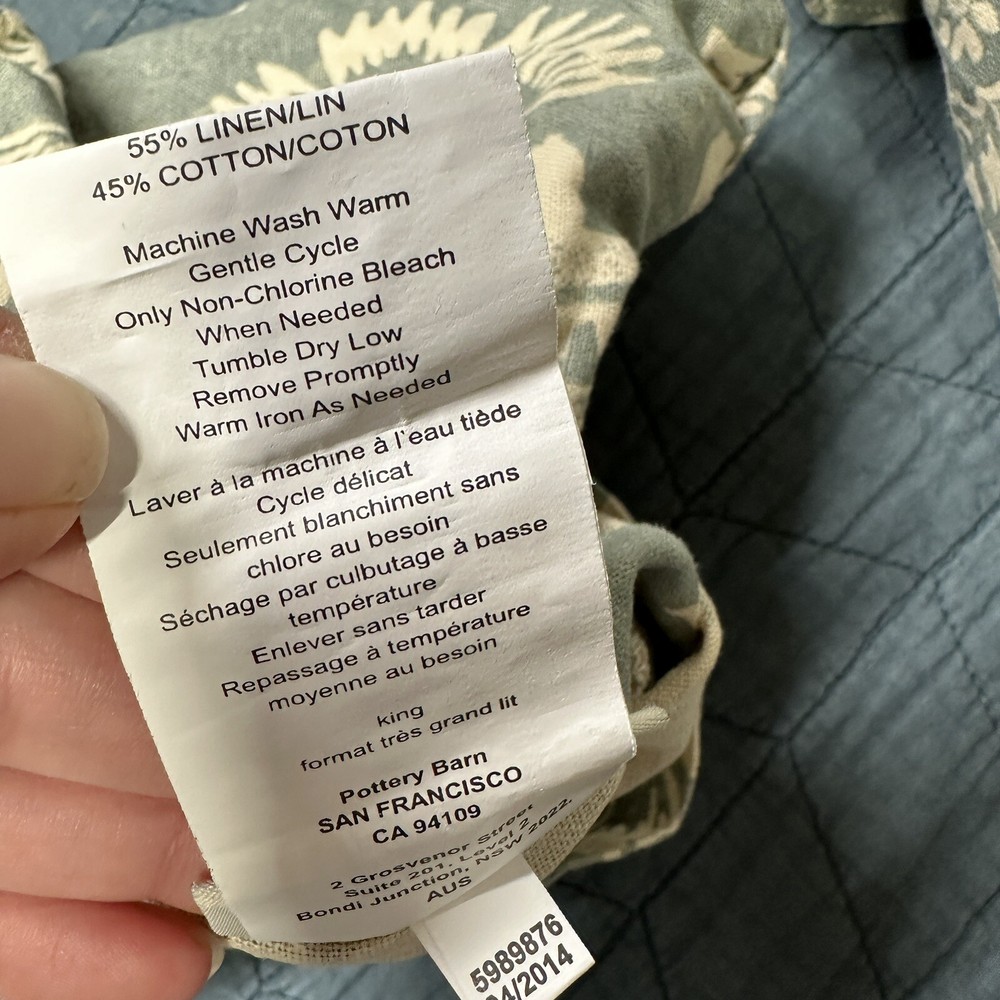 55% LINEN/LIN
45% COTTON/COTON
Machine Wash Warm
Gentle Cycle
Only Non-Chlorine Bleach
When Needed
Tumble Dry Low
Remove Promptly
Warm Iron As Needed
Laver à la machine à l'eau tiède
Cycle délicat
Seulement blanchiment sans
chlore au besoin
Séchage par culbutage à basse
température
Enlever sans tarder
Repassage à température
moyenne au besoin
king
format très grand lit
Pottery Barn
SAN FRANCISCO
CA 94109
2 Grosvenor Street
Suite 201, Level 2,
Bondi Junction, NSW 2022,
AUS
5989876
4/2014